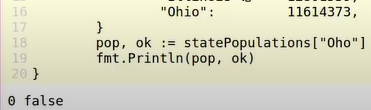 16 "Ohio": 11614373,
17 }
18 pop, ok := statePopulations["Oho"]
19 fmt.Println(pop, ok)
20 }
0 false